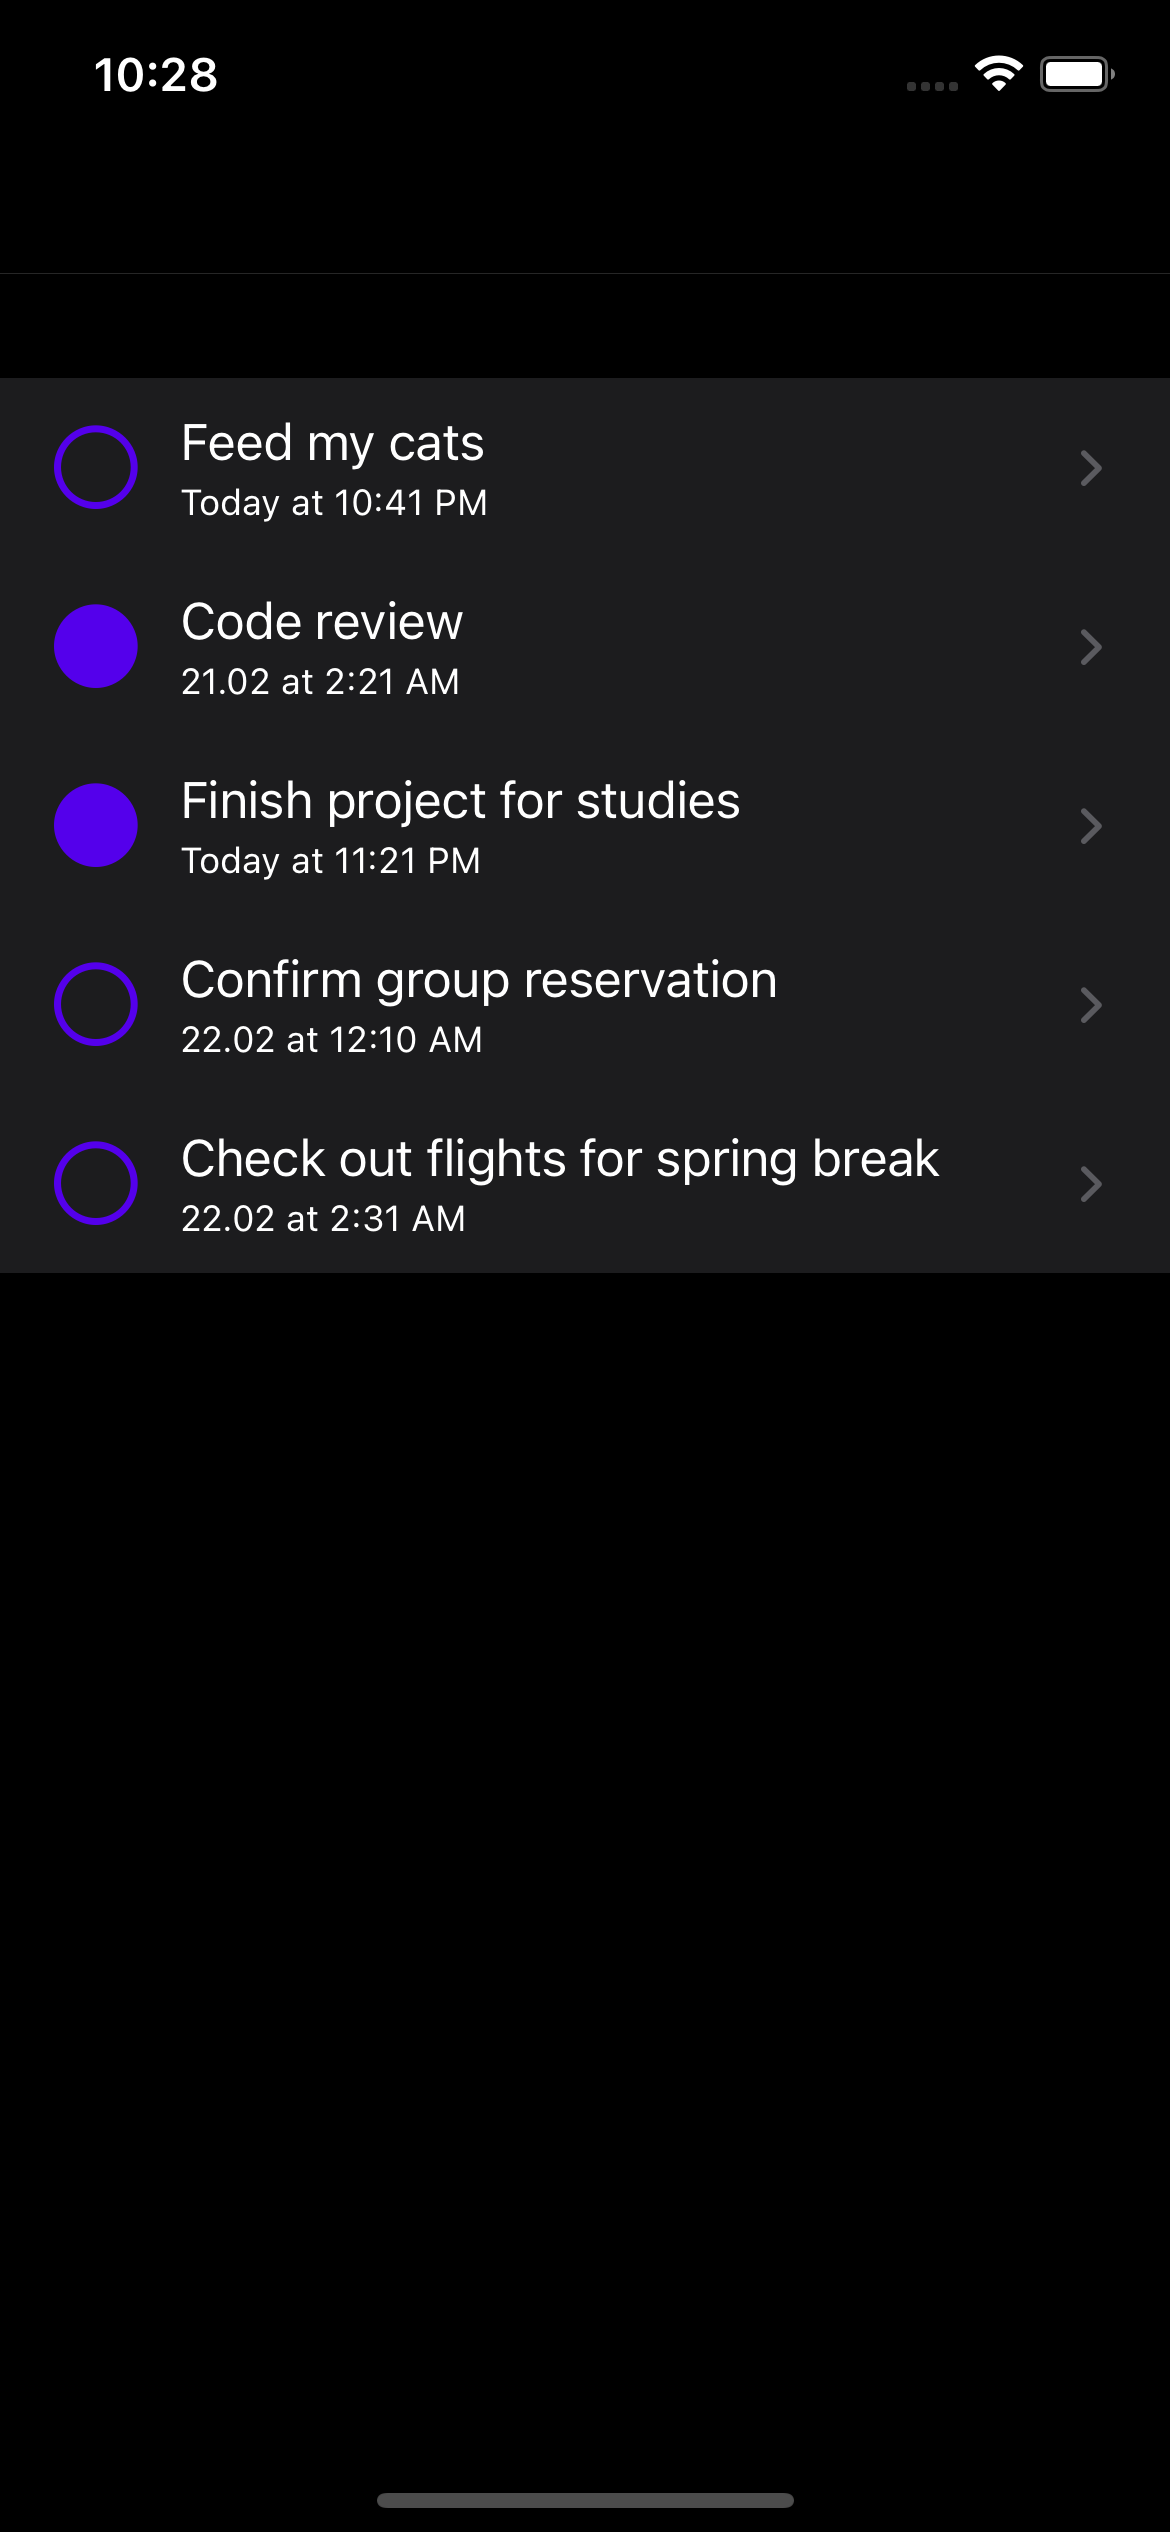 10:28
Feed my cats
Today at 10:41 PM
Code review
21.02 at 2:21 AM
Finish project for studies
Today at 11:21 PM
Confirm group reservation
22.02 at 12:10 AM
Check out flights for spring break
22.02 at 2:31 AM